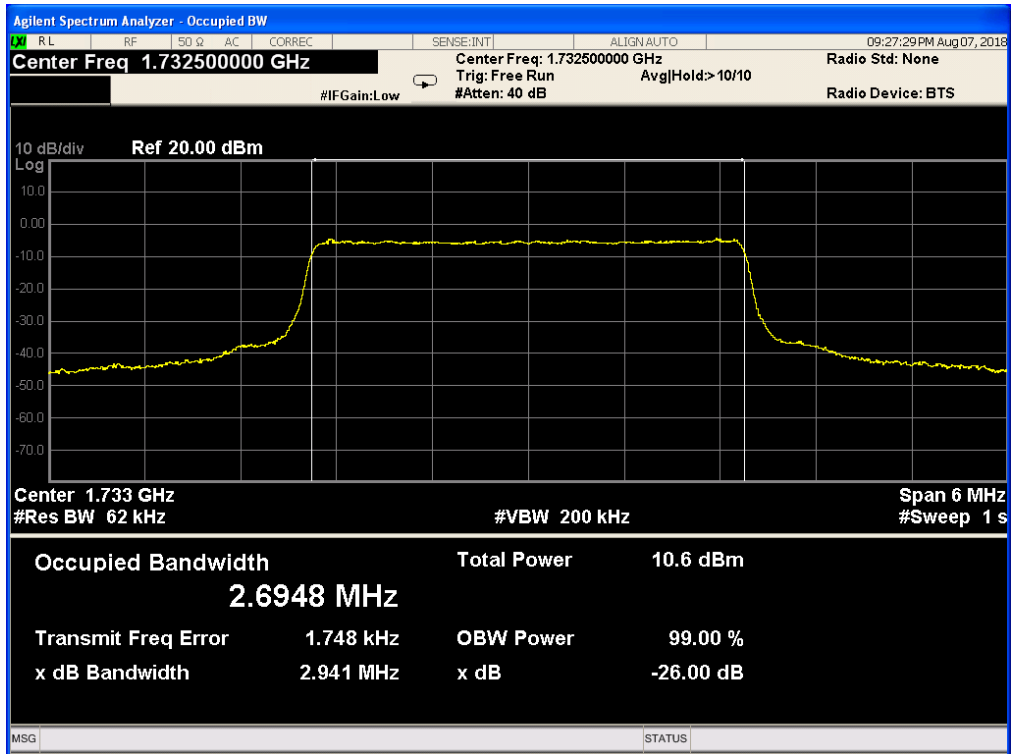 Agilent Spectrum Analyzer - Occupied BW
LXI RL RF 50 Ω AC CORREC SENSE:INT ALIGN AUTO 09:27:29 PM Aug 07, 2018
Center Freq 1.732500000 GHz
Center Freq: 1.732500000 GHz Radio Std: None
Trig: Free Run Avg|Hold:>10/10
#IFGain:Low #Atten: 40 dB Radio Device: BTS
10 dB/div Ref 20.00 dBm
Log
10.0
0.00
-10.0
-20.0
-30.0
-40.0
-50.0
-60.0
-70.0
Center 1.733 GHz Span 6 MHz
#Res BW 62 kHz #VBW 200 kHz #Sweep 1 s
Occupied Bandwidth Total Power 10.6 dBm
2.6948 MHz
Transmit Freq Error 1.748 kHz OBW Power 99.00 %
x dB Bandwidth 2.941 MHz x dB -26.00 dB
MSG STATUS